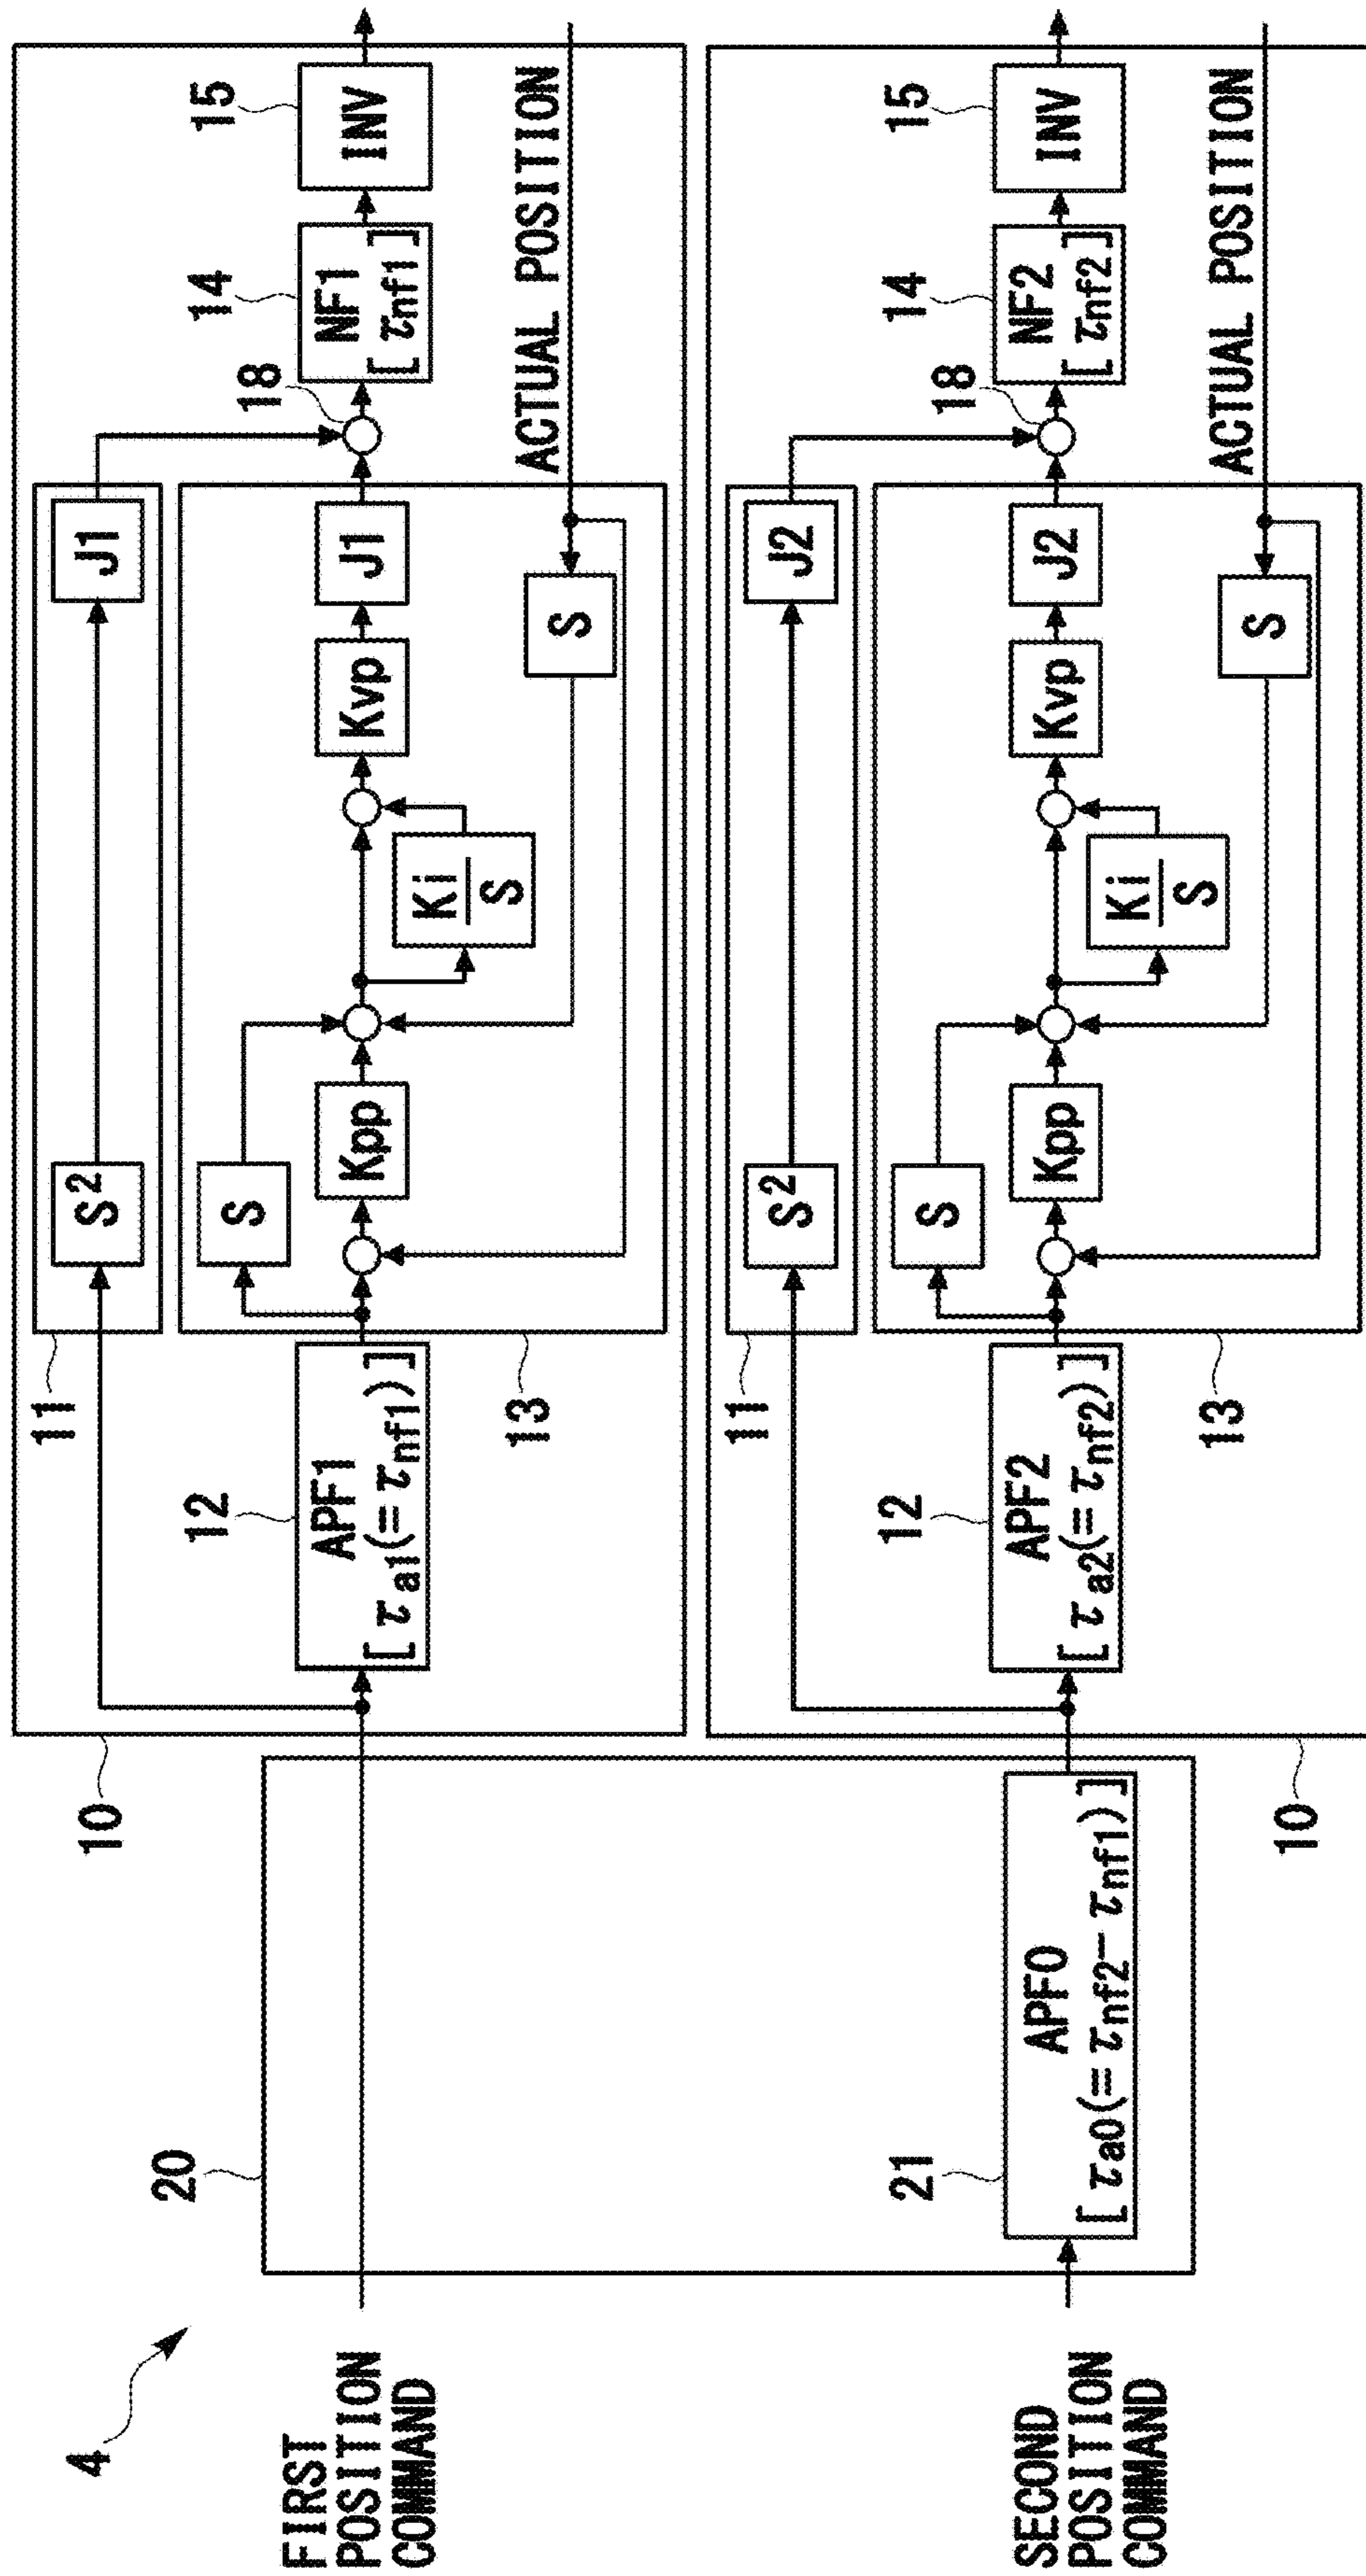 4
FIRST
POSITION
COMMAND
20
10
11
S²
J1
12
APF1
[τa1(=τnf1)]
13
S
Kpp
Ki
S
Kvp
J1
S
18
14
NF1
[τnf1]
15
INV
ACTUAL POSITION
SECOND
POSITION
COMMAND
21
APF0
[τa0(=τnf2-τnf1)]
10
11
S²
J2
12
APF2
[τa2(=τnf2)]
13
S
Kpp
Ki
S
Kvp
J2
S
18
14
NF2
[τnf2]
15
INV
ACTUAL POSITION